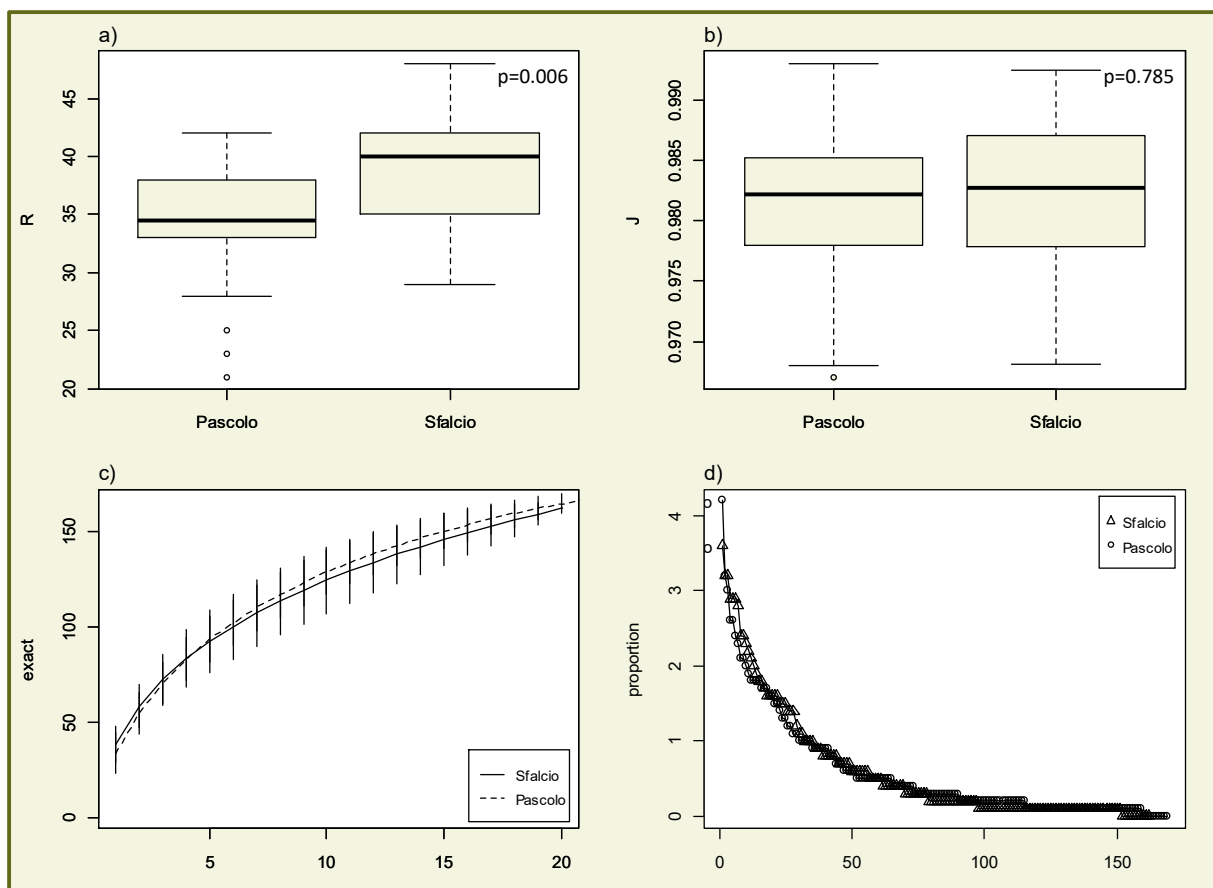 a)
p=0.006
R
45
40
35
30
25
20
Pascolo
Sfalcio
b)
p=0.785
J
0.990
0.985
0.980
0.975
0.970
Pascolo
Sfalcio
c)
exact
150
100
50
0
Sfalcio
Pascolo
5
10
15
20
d)
proportion
4
3
2
1
0
Sfalcio
Pascolo
0
50
100
150